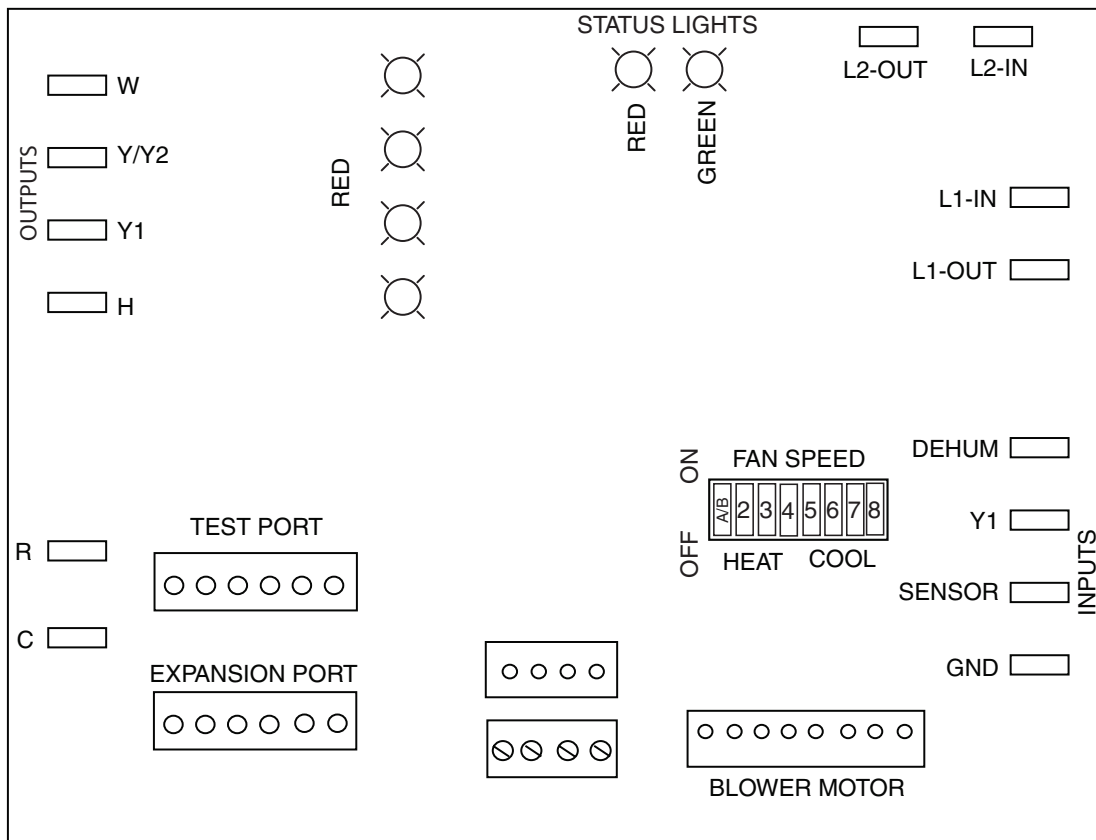 STATUS LIGHTS
L2-OUT
L2-IN
W
RED
GREEN
Y/Y2
OUTPUTS
RED
L1-IN
Y1
L1-OUT
H
DEHUM
ON
FAN SPEED
A/B 2 3 4 5 6 7 8
OFF
HEAT
COOL
Y1
INPUTS
SENSOR
GND
TEST PORT
R
C
EXPANSION PORT
BLOWER MOTOR